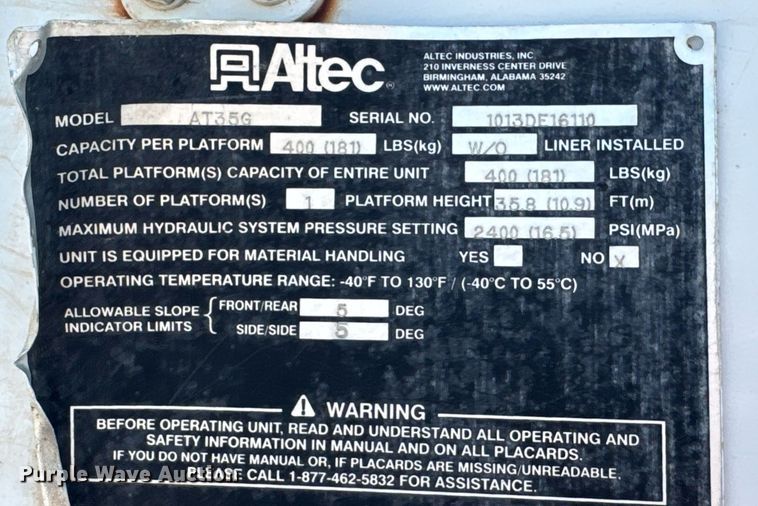 Altec
ALTEC INDUSTRIES, INC.
210 INVERNESS CENTER DRIVE
BIRMINGHAM, ALABAMA 35242
WWW.ALTEC.COM
MODEL AT35G SERIAL NO. 1013DF16110
CAPACITY PER PLATFORM 400 (181) LBS(kg) W/O LINER INSTALLED
TOTAL PLATFORM(S) CAPACITY OF ENTIRE UNIT 400 (181) LBS(kg)
NUMBER OF PLATFORM(S) 1 PLATFORM HEIGHT 35.8 (10.9) FT(m)
MAXIMUM HYDRAULIC SYSTEM PRESSURE SETTING 2400 (16.5) PSI(MPa)
UNIT IS EQUIPPED FOR MATERIAL HANDLING YES NO X
OPERATING TEMPERATURE RANGE: -40°F TO 130°F / (-40°C TO 55°C)
ALLOWABLE SLOPE INDICATOR LIMITS
FRONT/REAR 5 DEG
SIDE/SIDE 5 DEG
⚠ WARNING
BEFORE OPERATING UNIT, READ AND UNDERSTAND ALL OPERATING AND
SAFETY INFORMATION IN MANUAL AND ON ALL PLACARDS.
IF YOU DO NOT HAVE MANUAL OR, IF PLACARDS ARE MISSING/UNREADABLE,
PLEASE CALL 1-877-462-5832 FOR ASSISTANCE.
Purple Wave Auction